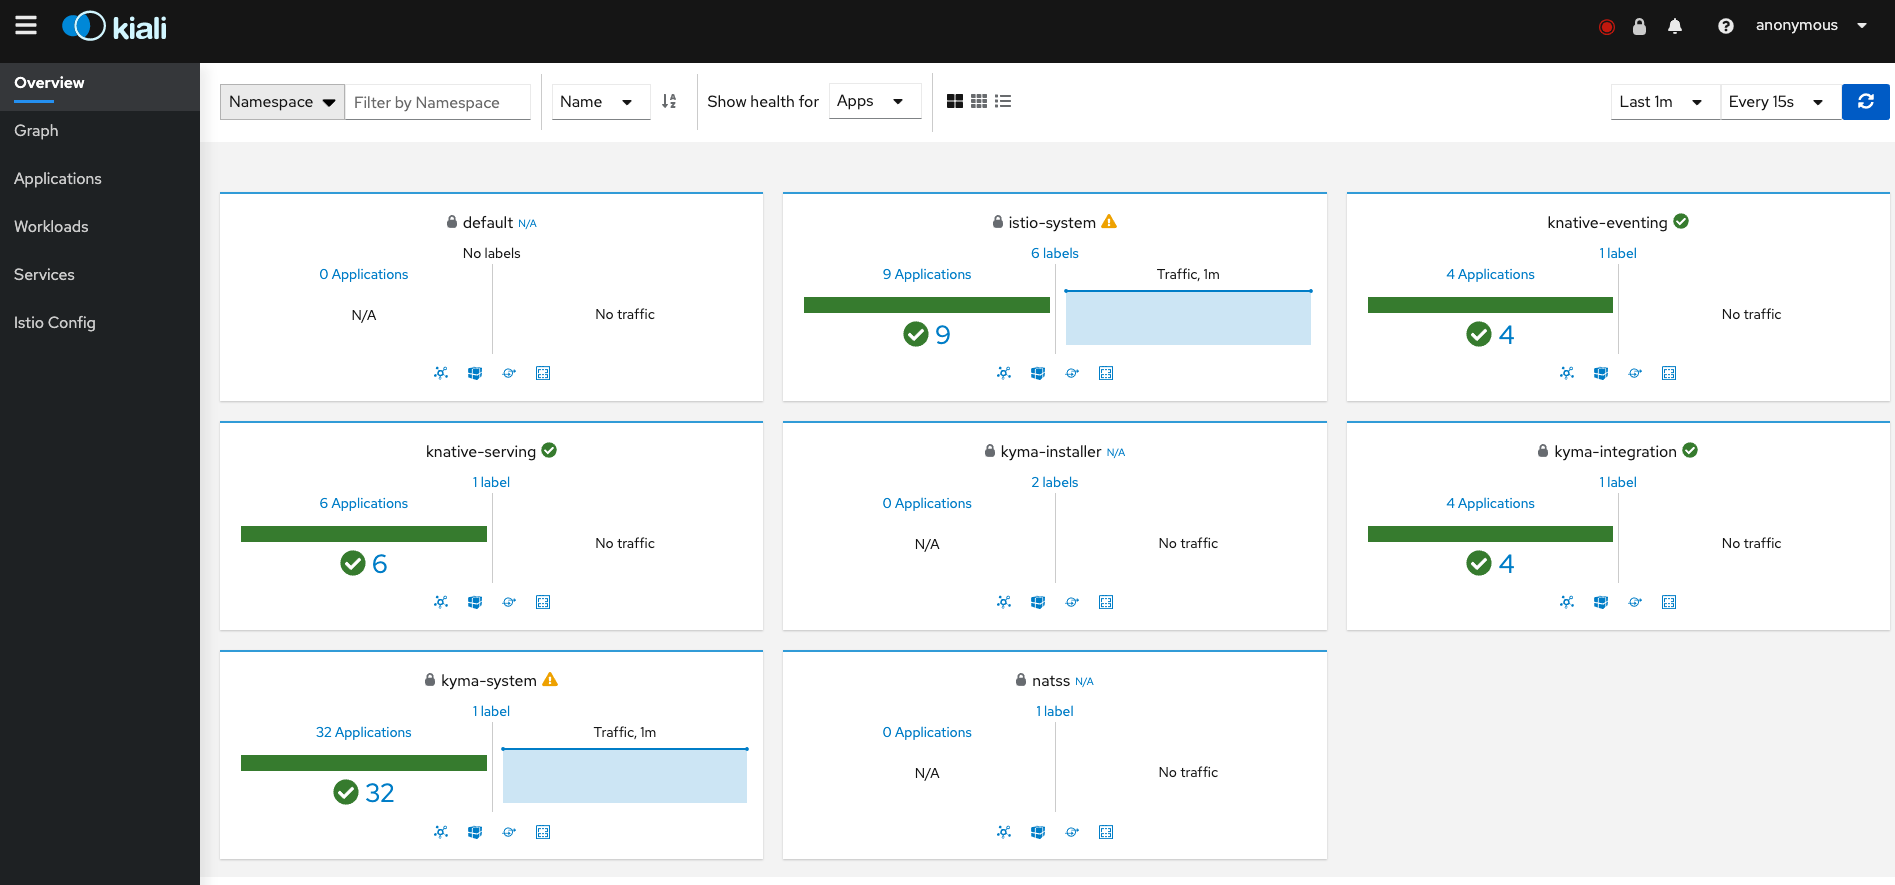 kiali
anonymous
Overview
Graph
Applications
Workloads
Services
Istio Config
Namespace
Filter by Namespace
Name
Show health for
Apps
Last 1m
Every 15s
default N/A
No labels
0 Applications
N/A
No traffic
istio-system
6 labels
9 Applications
Traffic, 1m
9
knative-eventing
1 label
4 Applications
4
No traffic
knative-serving
1 label
6 Applications
6
No traffic
kyma-installer N/A
2 labels
0 Applications
N/A
No traffic
kyma-integration
1 label
4 Applications
4
No traffic
kyma-system
1 label
32 Applications
Traffic, 1m
32
natss N/A
1 label
0 Applications
N/A
No traffic